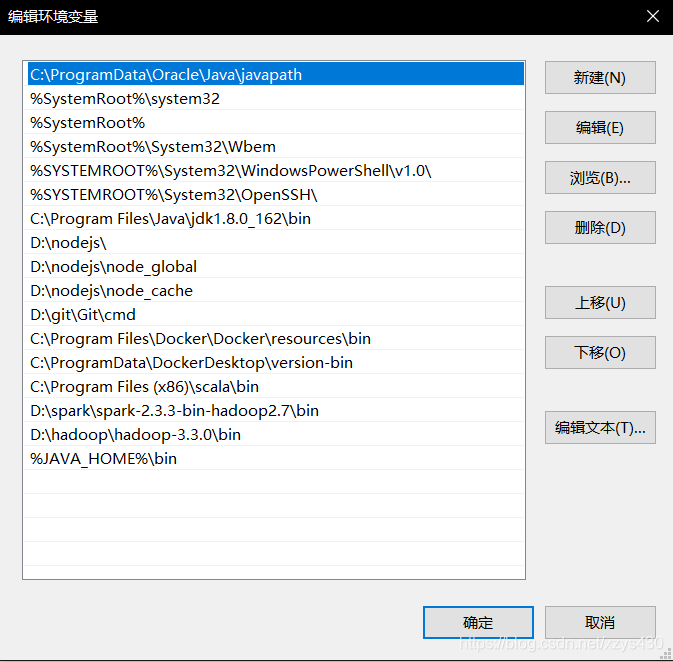 编辑环境变量
C:\ProgramData\Oracle\Java\javapath
%SystemRoot%\system32
%SystemRoot%
%SystemRoot%\System32\Wbem
%SYSTEMROOT%\System32\WindowsPowerShell\v1.0\
%SYSTEMROOT%\System32\OpenSSH\
C:\Program Files\Java\jdk1.8.0_162\bin
D:\nodejs\
D:\nodejs\node_global
D:\nodejs\node_cache
D:\git\Git\cmd
C:\Program Files\Docker\Docker\resources\bin
C:\ProgramData\DockerDesktop\version-bin
C:\Program Files (x86)\scala\bin
D:\spark\spark-2.3.3-bin-hadoop2.7\bin
D:\hadoop\hadoop-3.3.0\bin
%JAVA_HOME%\bin
新建(N)
编辑(E)
浏览(B)...
删除(D)
上移(U)
下移(O)
编辑文本(T)...
确定
取消
https://blog.csdn.net/xzys430